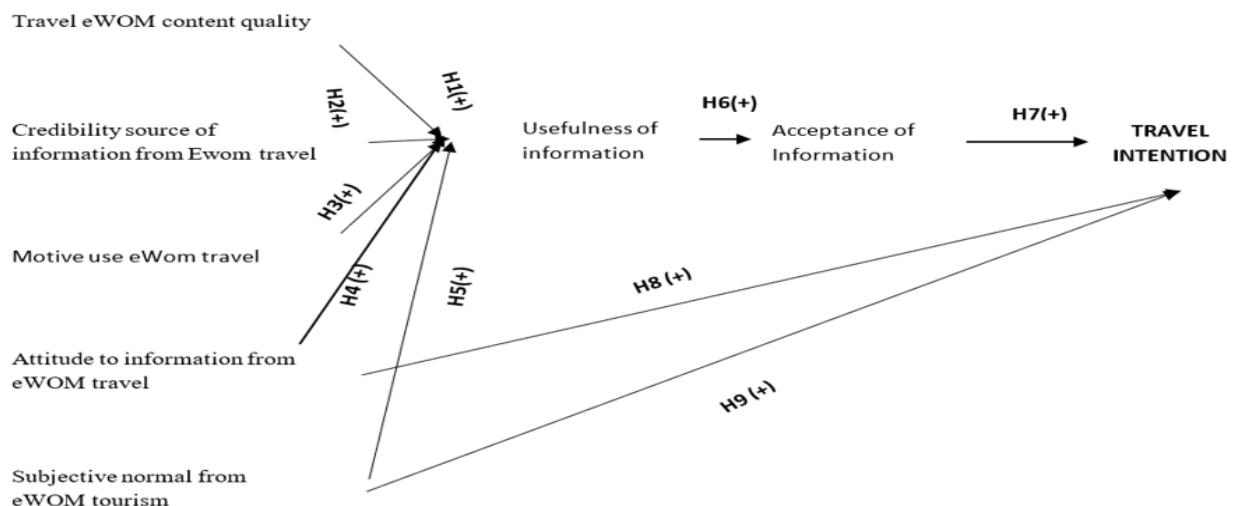 Travel eWOM content quality
H1(+)
H2(+)
Credibility source of
information from Ewom travel
Usefulness of
information
H6(+)
Acceptance of
Information
H7(+)
TRAVEL
INTENTION
H3(+)
Motive use eWom travel
H4 (+)
H5(+)
H8 (+)
Attitude to information from
eWOM travel
H9 (+)
Subjective normal from
eWOM tourism